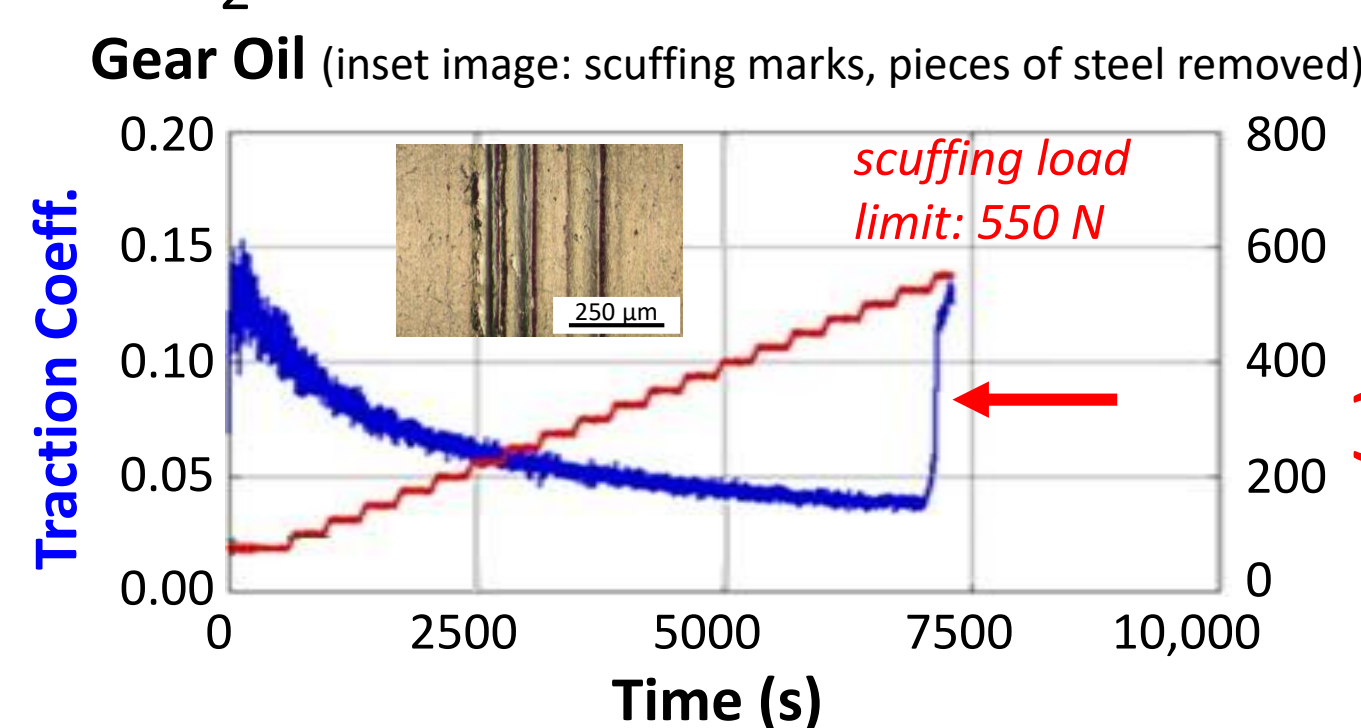 2
Gear Oil (inset image: scuffing marks, pieces of steel removed)
0.20
0.15
0.10
0.05
0.00
Traction Coeff.
scuffing load
limit: 550 N
250 µm
800
600
400
200
0
0 2500 5000 7500 10,000
Time (s)